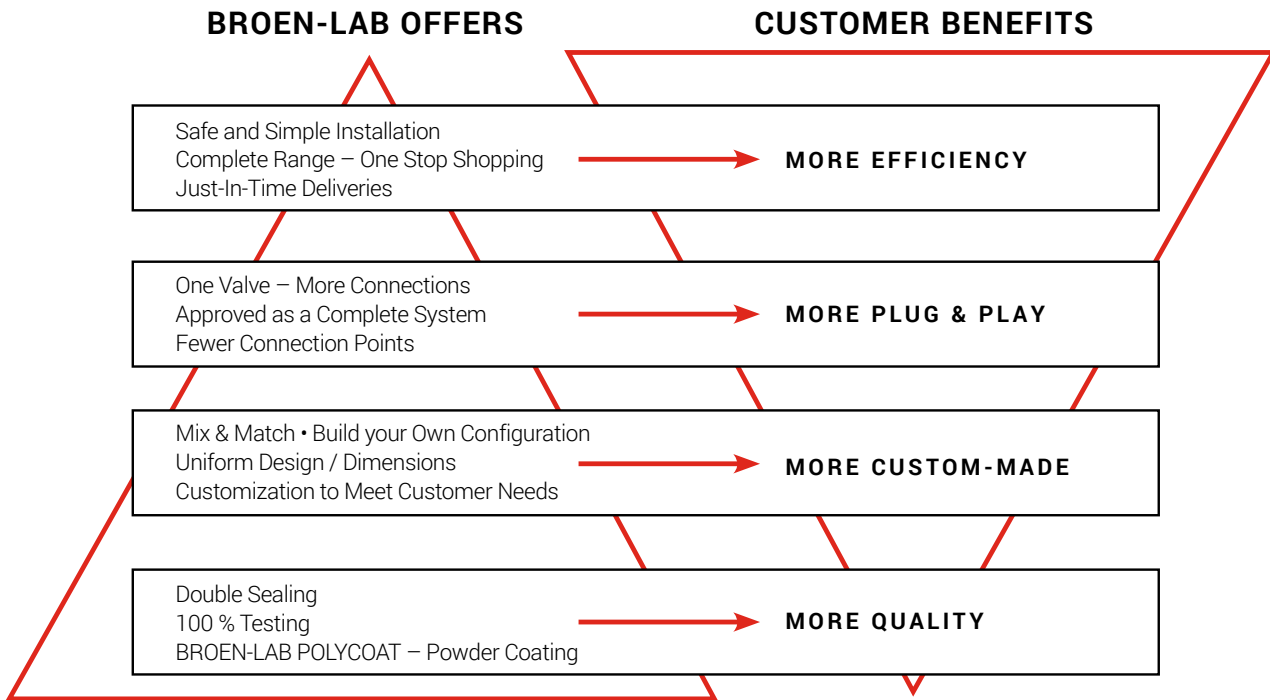 BROEN-LAB OFFERS
CUSTOMER BENEFITS
Safe and Simple Installation
Complete Range – One Stop Shopping
Just-In-Time Deliveries
MORE EFFICIENCY
One Valve – More Connections
Approved as a Complete System
Fewer Connection Points
MORE PLUG & PLAY
Mix & Match • Build your Own Configuration
Uniform Design / Dimensions
Customization to Meet Customer Needs
MORE CUSTOM-MADE
Double Sealing
100 % Testing
BROEN-LAB POLYCOAT – Powder Coating
MORE QUALITY